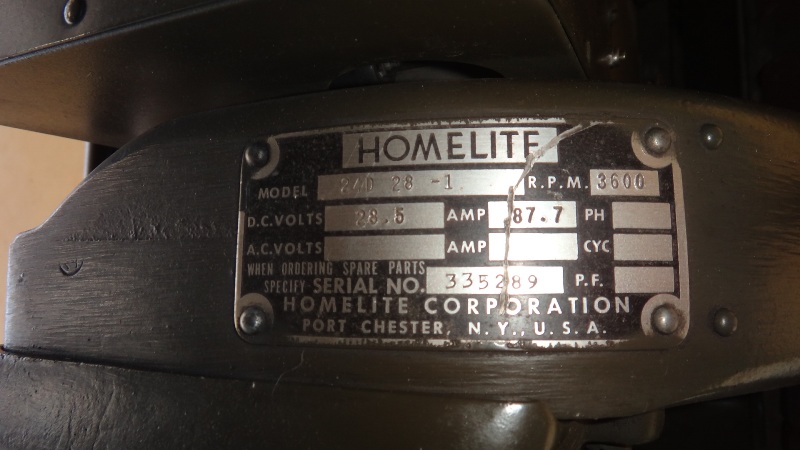 HOMELITE
MODEL 24D 28 -1 R.P.M. 3600
D.C. VOLTS 28.5 AMP 87.7 PH
A.C. VOLTS AMP CYC
WHEN ORDERING SPARE PARTS
SPECIFY SERIAL NO. 335289 P.F.
HOMELITE CORPORATION
PORT CHESTER, N.Y., U.S.A.